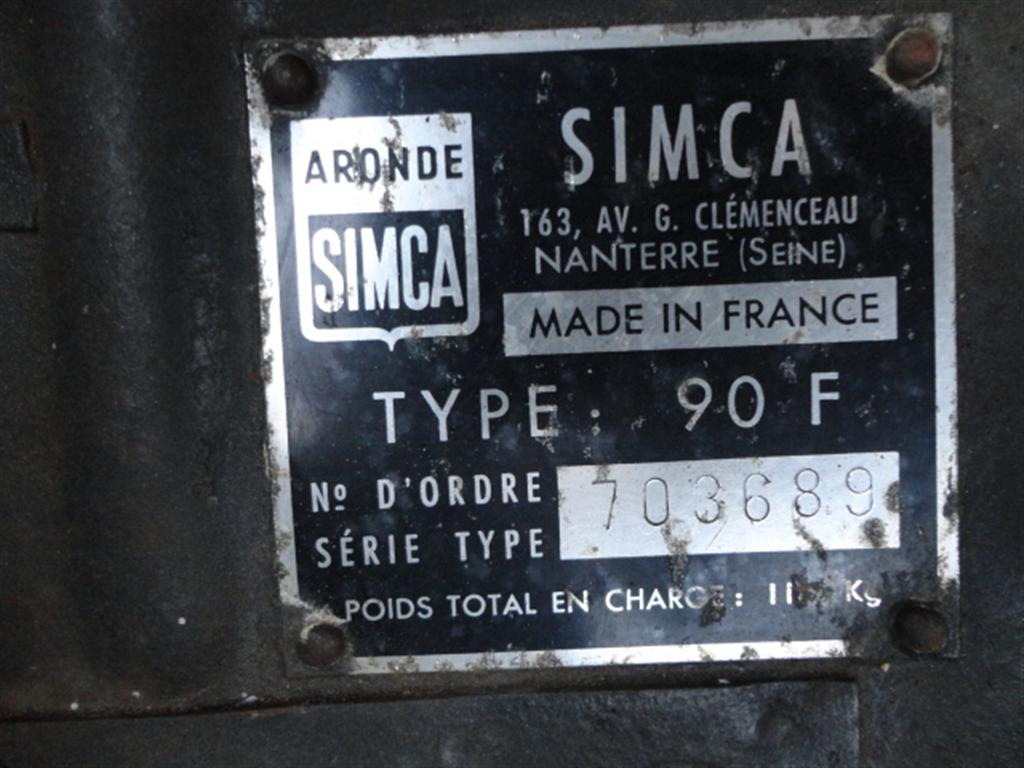 ARONDE
SIMCA
SIMCA
163, AV. G. CLÉMENCEAU
NANTERRE (SEINE)
MADE IN FRANCE
TYPE: 90 F
Nº D'ORDRE 703689
SÉRIE TYPE
POIDS TOTAL EN CHARGE: Kg